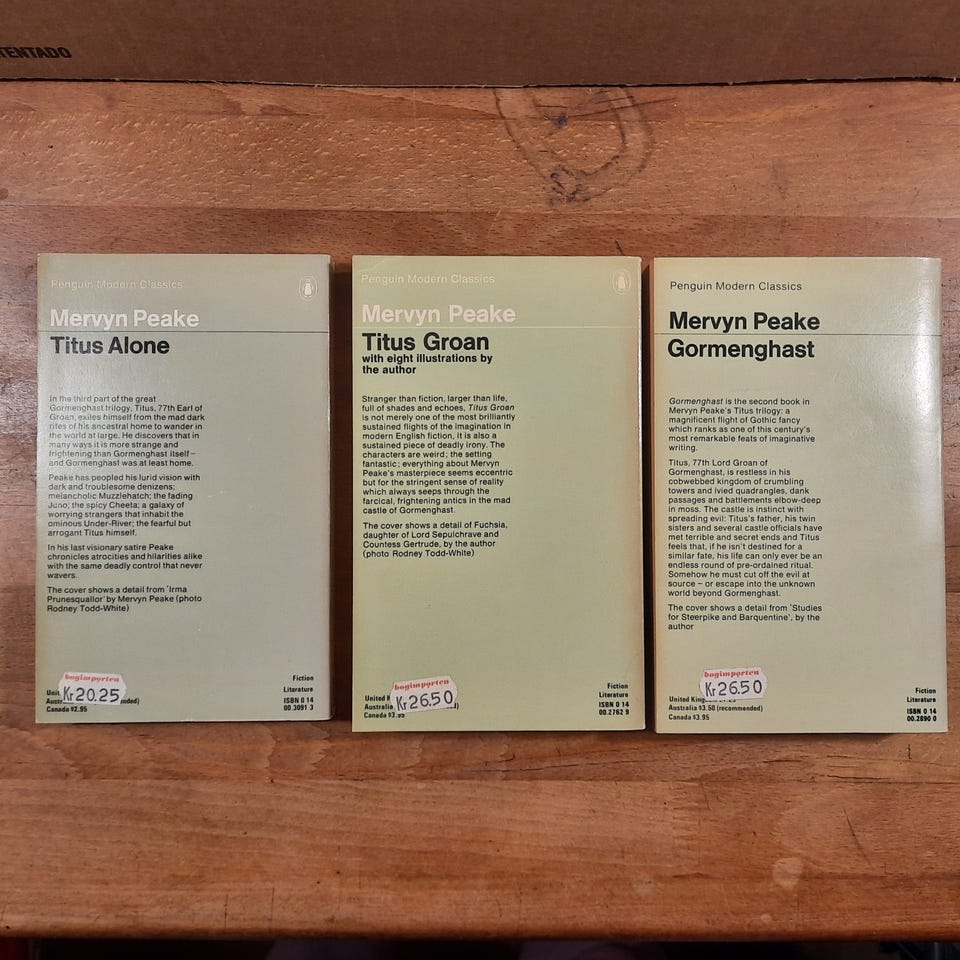 TENTADO
Penguin Modern Classics
Mervyn Peake
Titus Alone
In the third part of the great
Gormenghast trilogy, Titus, 77th Earl of
Groan, exiles himself from the mad dark
rites of his ancestral home to wander in
the world at large. He discovers that in
many ways it is more strange and
frightening than Gormenghast itself –
and Gormenghast was at least home.
Peake has peopled his lurid vision with
dark and troublesome denizens;
melancholic Muzzlehatch; the fading
Juno; the spicy Cheeta; a galaxy of
worrying strangers that inhabit the
ominous Under-River; the fearful but
arrogant Titus himself.
In his last visionary satire Peake
chronicles atrocities and hilarities alike
with the same deadly control that never
wavers.
The cover shows a detail from 'Irma
Prunesquallor' by Mervyn Peake (photo
Rodney Todd-White)
bogimporten
Kr 20.25
Canada $2.95
Fiction
Literature
ISBN 0 14
00.3091 3
Penguin Modern Classics
Mervyn Peake
Titus Groan
with eight illustrations by
the author
Stranger than fiction, larger than life,
full of shades and echoes, Titus Groan
is not merely one of the most brilliantly
sustained flights of the imagination in
modern English fiction, it is also a
sustained piece of deadly irony. The
characters are weird; the setting
fantastic; everything about Mervyn
Peake's masterpiece seems eccentric
but for the stringent sense of reality
which always seeps through the
farcical, frightening antics in the mad
castle of Gormenghast.
The cover shows a detail of Fuchsia,
daughter of Lord Sepulchrave and
Countess Gertrude, by the author
(photo Rodney Todd-White)
bogimporten
Kr 26.50
United
Australia
Canada
Fiction
Literature
ISBN 0 14
00.2762 9
Penguin Modern Classics
Mervyn Peake
Gormenghast
Gormenghast is the second book in
Mervyn Peake's Titus trilogy: a
magnificent flight of Gothic fancy
which ranks as one of this century's
most remarkable feats of imaginative
writing.
Titus, 77th Lord Groan of
Gormenghast, is restless in his
cobwebbed kingdom of crumbling
towers and ivied quadrangles, dank
passages and battlements elbow-deep
in moss. The castle is instinct with
spreading evil: Titus's father, his twin
sisters and several castle officials have
met terrible and secret ends and Titus
feels that, if he isn't destined for a
similar fate, his life can only ever be an
endless round of pre-ordained ritual.
Somehow he must cut off the evil at
source – or escape into the unknown
world beyond Gormenghast.
The cover shows a detail from 'Studies
for Steerpike and Barquentine', by the
author
bogimporten
Kr 26.50
United Kingdom
Australia $3.50 (recommended)
Canada $3.95
Fiction
Literature
ISBN 0 14
00.2890 0